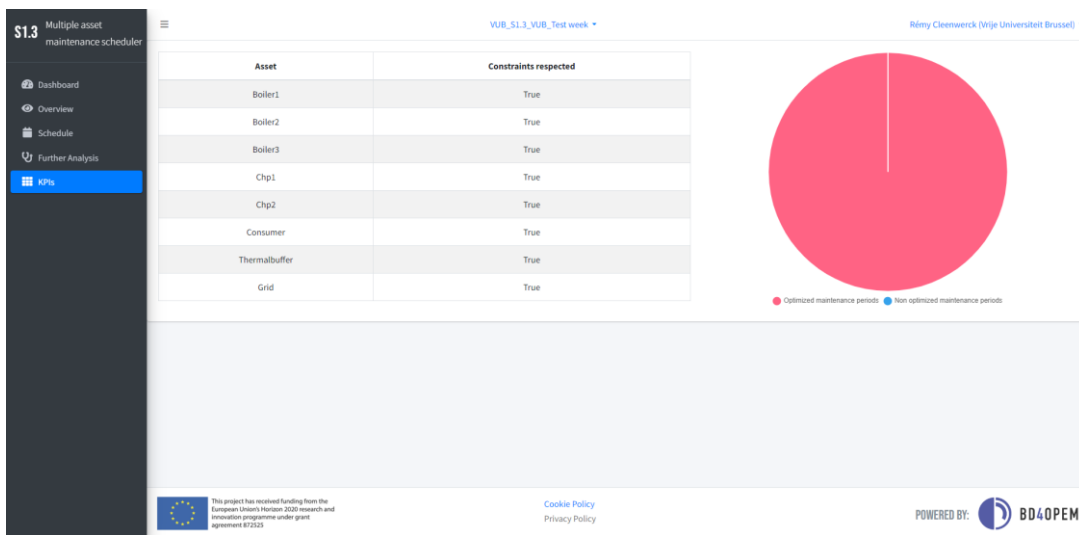 S1.3
Multiple asset
maintenance scheduler
VUB_S1.3_VUB_Test week
Rémy Cleenwerck (Vrije Universiteit Brussel)
Dashboard
Overview
Schedule
Further Analysis
KPIs
Asset Constraints respected
Boiler1 True
Boiler2 True
Boiler3 True
Chp1 True
Chp2 True
Consumer True
Thermalbuffer True
Grid True
Optimized maintenance periods Non optimized maintenance periods
This project has received funding from the
European Union's Horizon 2020 research and
innovation programme under grant
agreement 872525
Cookie Policy
Privacy Policy
POWERED BY: BD4OPEM